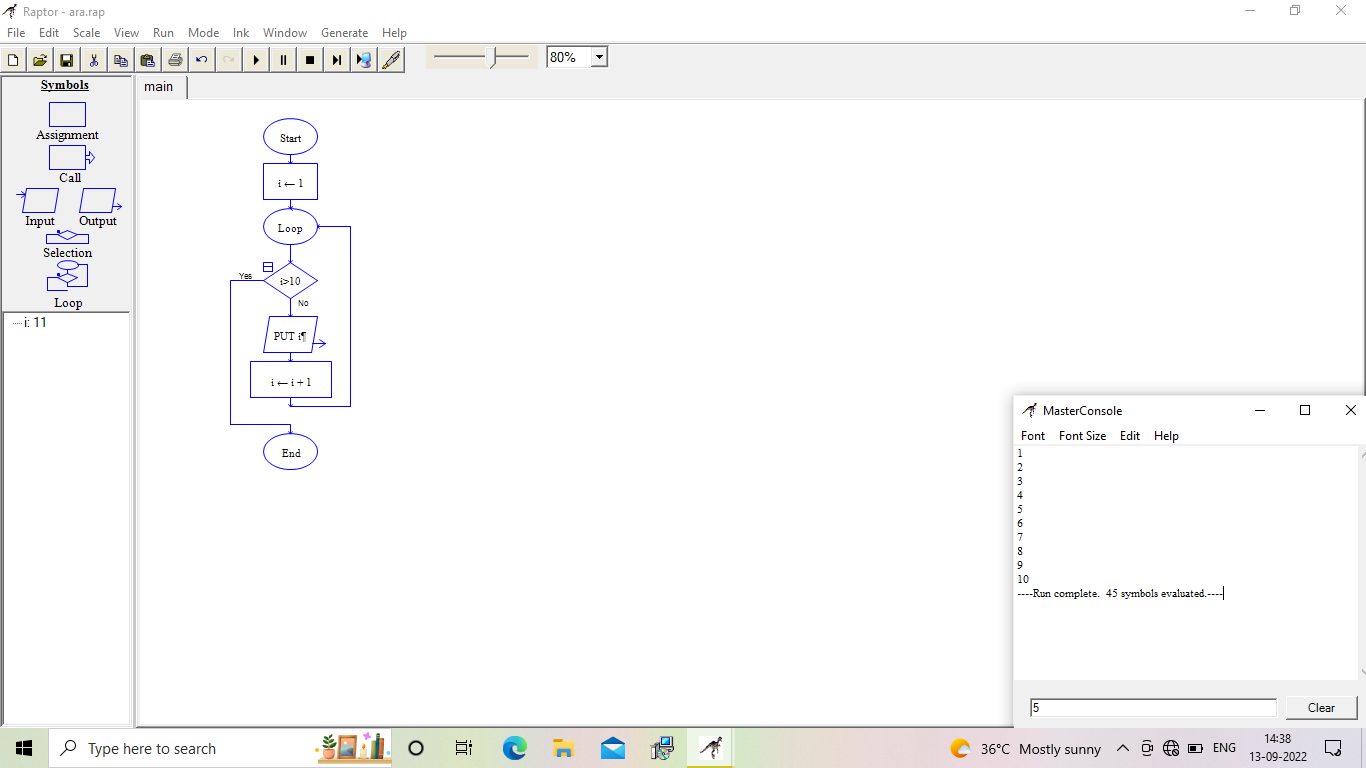 Raptor - ara.rap
File Edit Scale View Run Mode Ink Window Generate Help
80%
Symbols
Assignment
Call
Input Output
Selection
Loop
i: 11
main
Start
i ← 1
Loop
Yes
i>10
No
PUT i¶
i ← i + 1
End
MasterConsole
Font Font Size Edit Help
1
2
3
4
5
6
7
8
9
10
----Run complete.  45 symbols evaluated.----
5
Clear
Type here to search
36°C Mostly sunny
ENG
14:38
13-09-2022